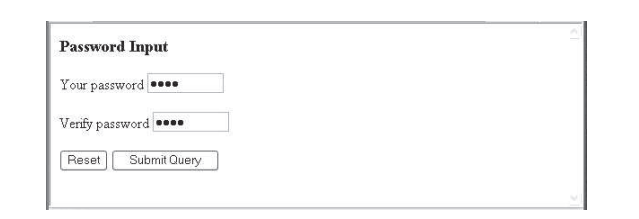 Password Input
Your password ••••
Verify password ••••
Reset Submit Query